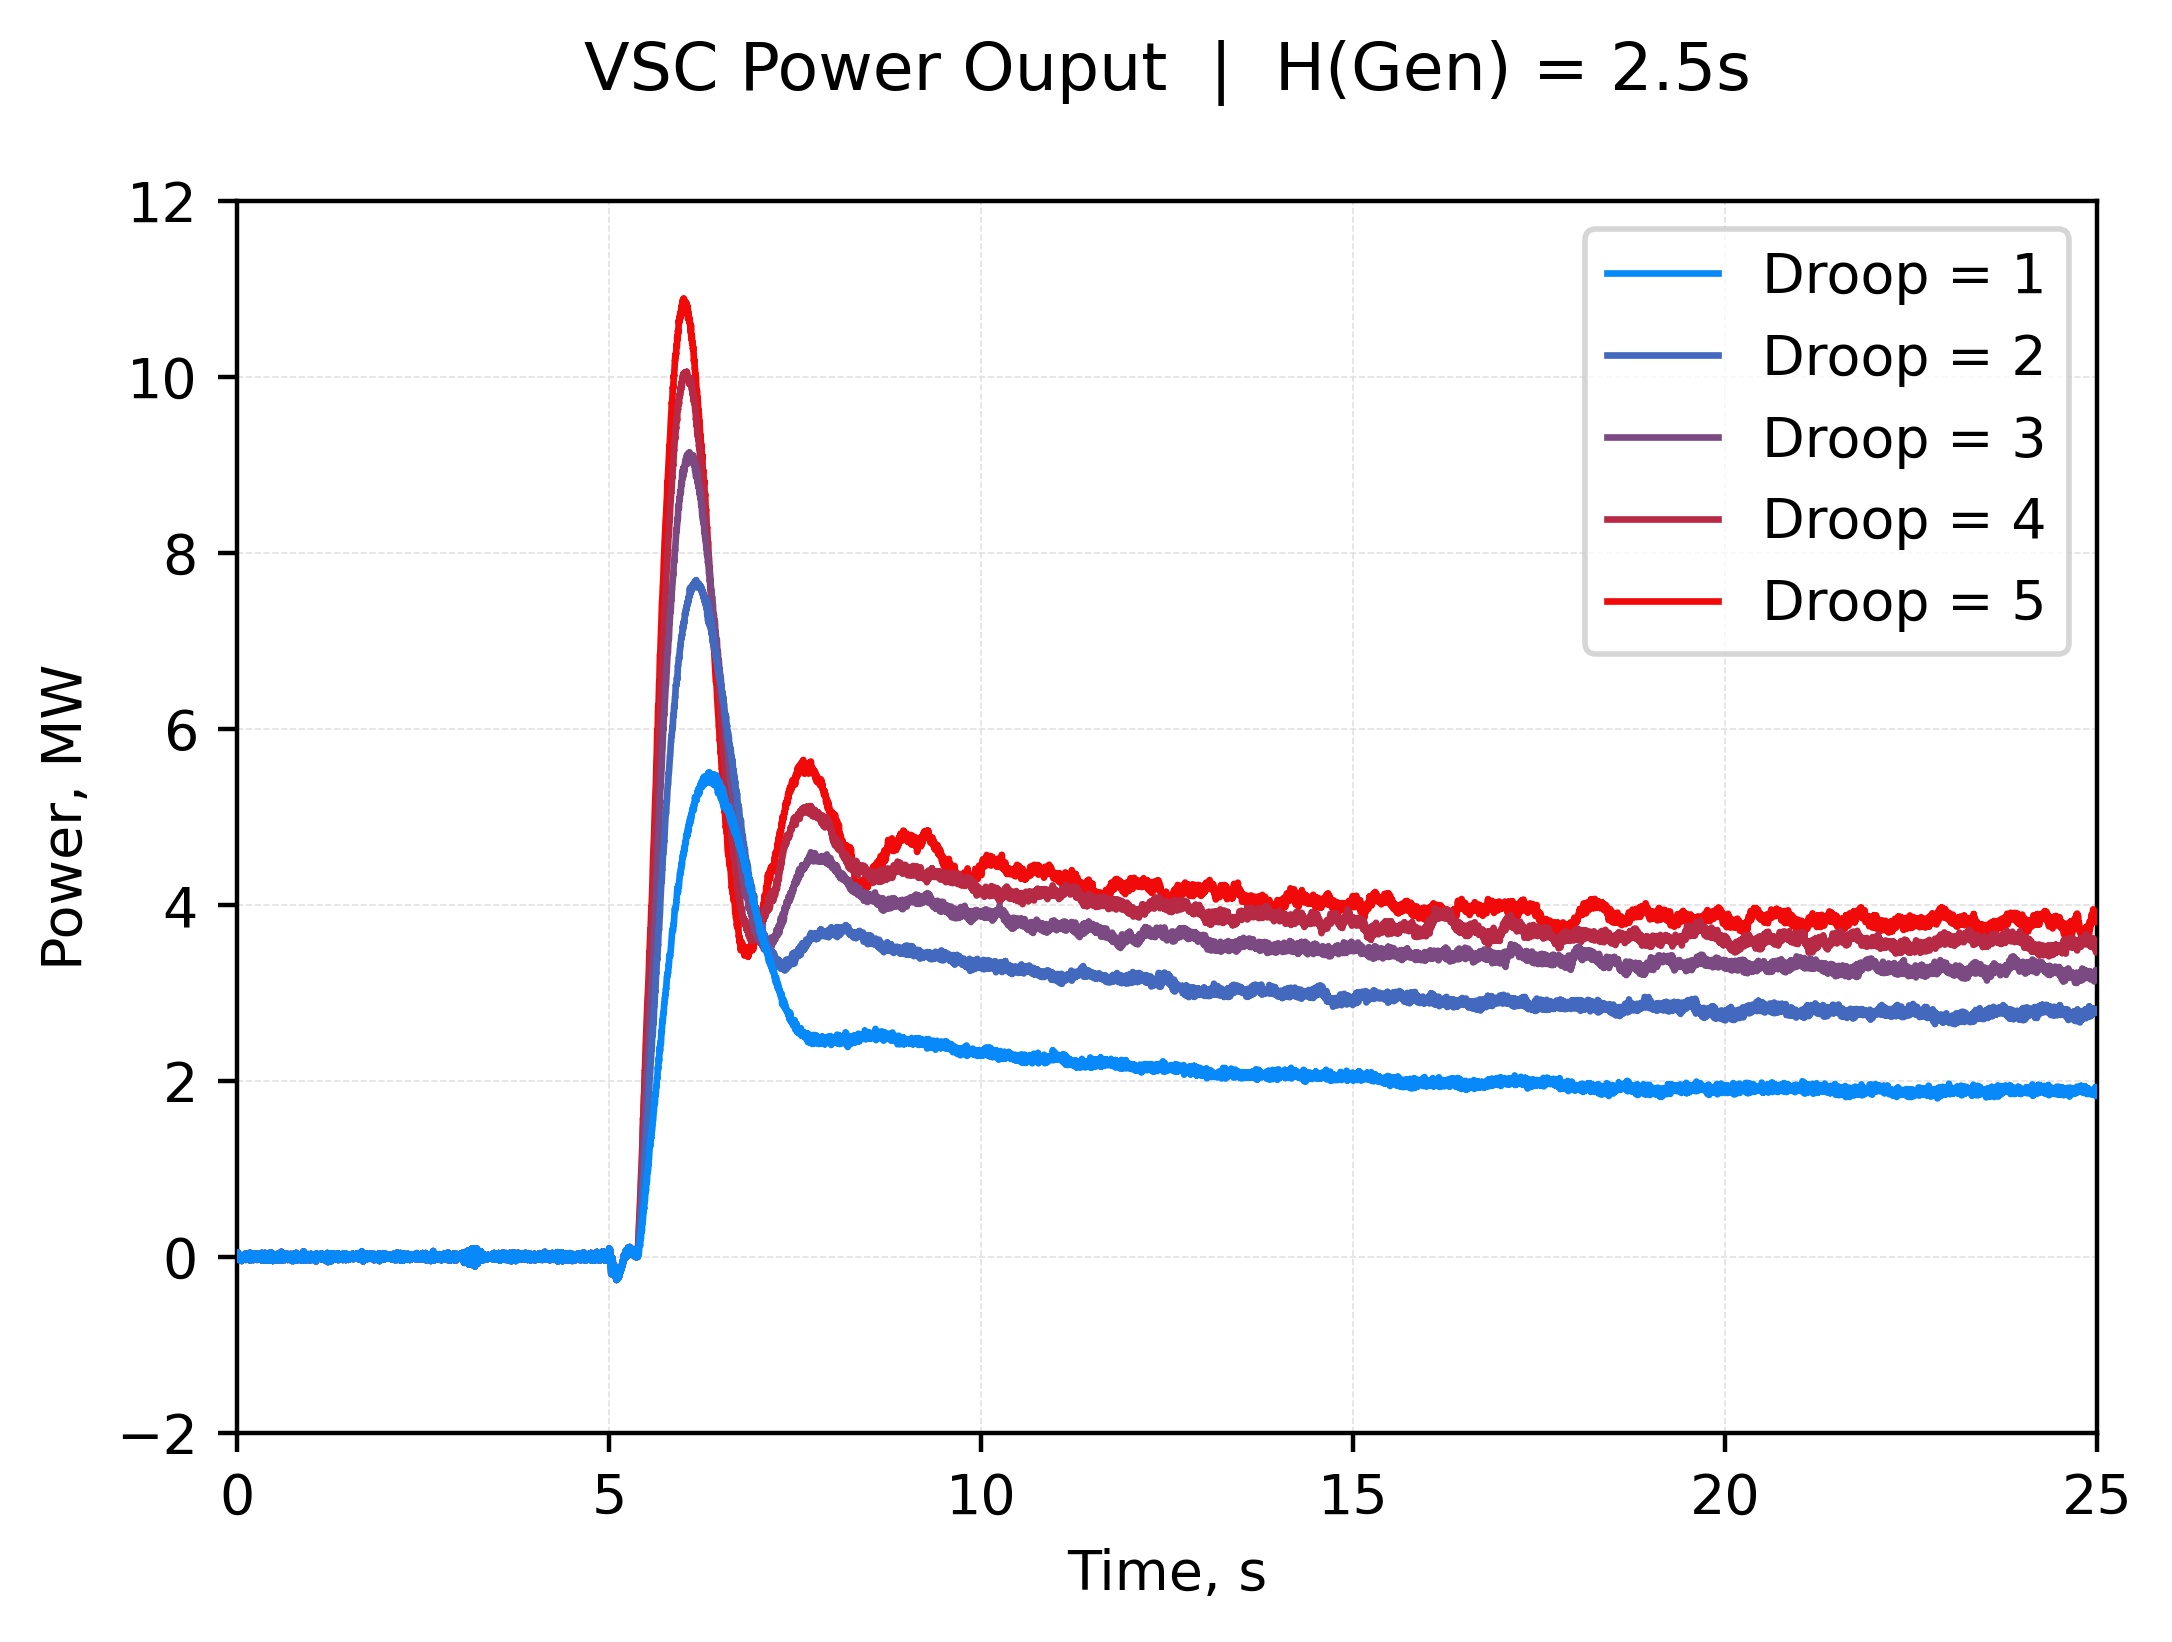 VSC Power Ouput | H(Gen) = 2.5s
12
10
8
6
4
2
0
−2
Power, MW
Droop = 1
Droop = 2
Droop = 3
Droop = 4
Droop = 5
0 5 10 15 20 25
Time, s